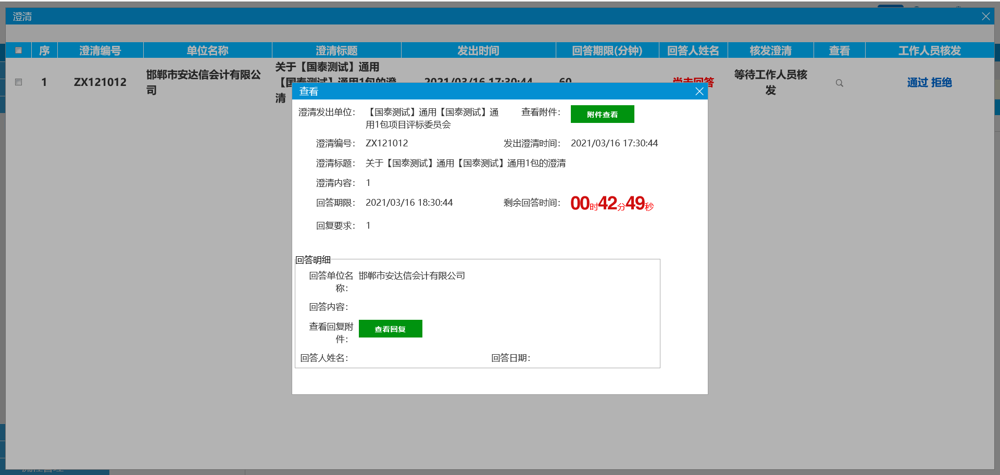 澄清
序 澄清编号 单位名称 澄清标题 发出时间 回答期限(分钟) 回答人姓名 核发澄清 查看 工作人员核发
1 ZX121012 邯郸市安达信会计有限公
司
关于【国泰测试】通用
【国泰测试】通用1包的澄
清
2021/03/16 17:30:44 60 尚未回答 等待工作人员核
发
通过 拒绝
查看
澄清发出单位: 【国泰测试】通用【国泰测试】通
用1包项目评标委员会
查看附件: 附件查看
澄清编号: ZX121012 发出澄清时间: 2021/03/16 17:30:44
澄清标题: 关于【国泰测试】通用【国泰测试】通用1包的澄清
澄清内容: 1
回答期限: 2021/03/16 18:30:44 剩余回答时间: 00时42分49秒
回复要求: 1
回答明细
回答单位名
称:
邯郸市安达信会计有限公司
回答内容:
查看回复附
件:
查看回复
回答人姓名: 回答日期: